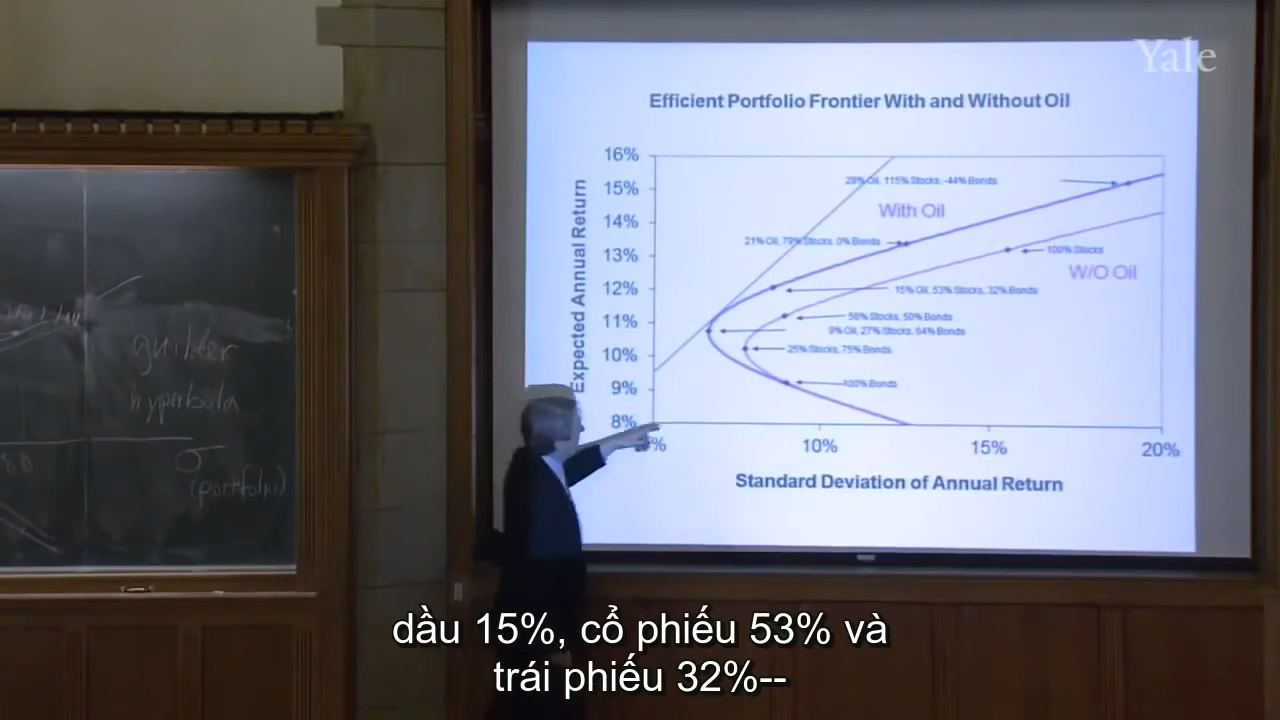 Yale
Efficient Portfolio Frontier With and Without Oil
Expected Annual Return
16%
15%
14%
13%
12%
11%
10%
9%
8%
28% Oil, 115% Stocks, -44% Bonds
With Oil
21% Oil, 79% Stocks, 0% Bonds
100% Stocks
W/O Oil
15% Oil, 53% Stocks, 32% Bonds
50% Bonds
9% Oil, 27% Stocks, 64% Bonds
25% Stocks, 75% Bonds
100% Bonds
10%
15%
20%
Standard Deviation of Annual Return
guilder
hyperbola
σ
(portfolio)
dầu 15%, cổ phiếu 53% và
trái phiếu 32%--